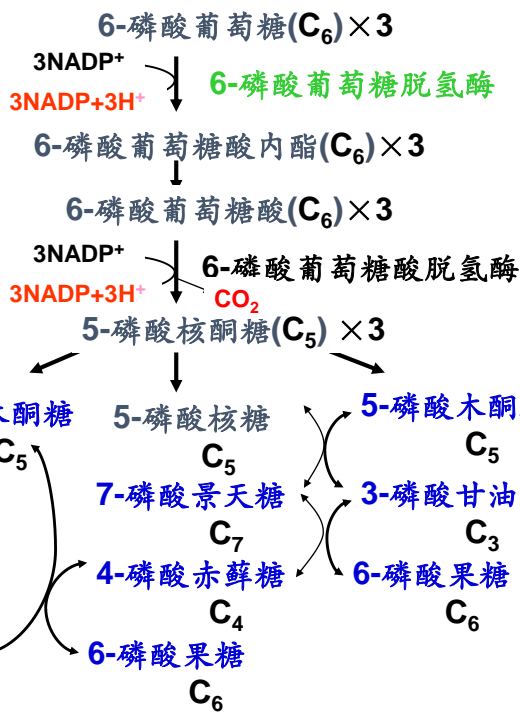 6-磷酸葡萄糖(C₆)×3
3NADP⁺
6-磷酸葡萄糖脱氢酶
3NADP+3H⁺
6-磷酸葡萄糖酸内酯(C₆)×3
6-磷酸葡萄糖酸(C₆)×3
3NADP⁺
6-磷酸葡萄糖酸脱氢酶
3NADP+3H⁺
CO₂
5-磷酸核酮糖(C₅) ×3
酮糖
C₅
5-磷酸核糖
C₅
5-磷酸木酮
C₅
7-磷酸景天糖
C₇
3-磷酸甘油
C₃
4-磷酸赤藓糖
C₄
6-磷酸果糖
C₆
6-磷酸果糖
C₆